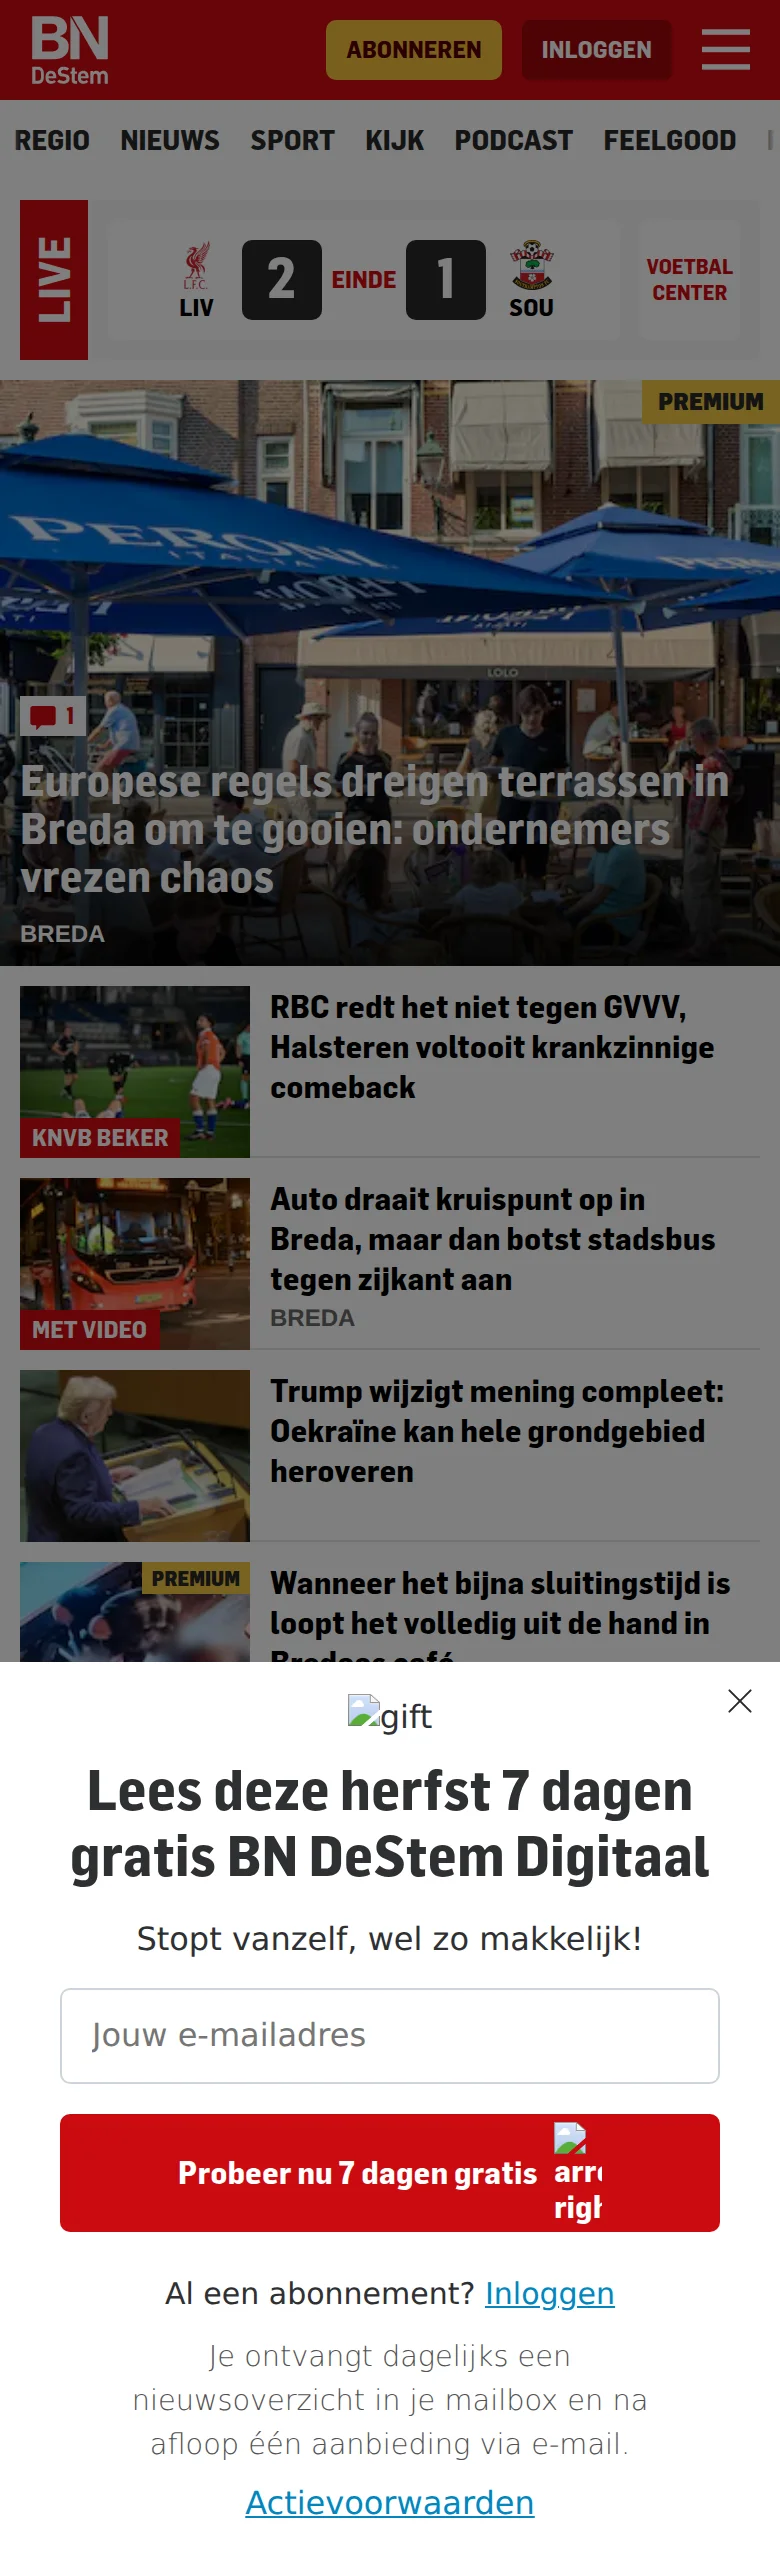 BN
DeStem
ABONNEREN
INLOGGEN
REGIO NIEUWS SPORT KIJK PODCAST FEELGOOD
LIVE
L.F.C.
LIV
2
EINDE
1
SOU
VOETBAL
CENTER
PREMIUM
PERONI
ITALIA
LOLO
1
Europese regels dreigen terrassen in
Breda om te gooien: ondernemers
vrezen chaos
BREDA
KNVB BEKER
RBC redt het niet tegen GVVV,
Halsteren voltooit krankzinnige
comeback
MET VIDEO
Auto draait kruispunt op in
Breda, maar dan botst stadsbus
tegen zijkant aan
BREDA
Trump wijzigt mening compleet:
Oekraïne kan hele grondgebied
heroveren
PREMIUM
Wanneer het bijna sluitingstijd is
loopt het volledig uit de hand in
Bredase café
gift
Lees deze herfst 7 dagen
gratis BN DeStem Digitaal
Stopt vanzelf, wel zo makkelijk!
Jouw e-mailadres
Probeer nu 7 dagen gratis
Al een abonnement? Inloggen
Je ontvangt dagelijks een
nieuwsoverzicht in je mailbox en na
afloop één aanbieding via e-mail.
Actievoorwaarden